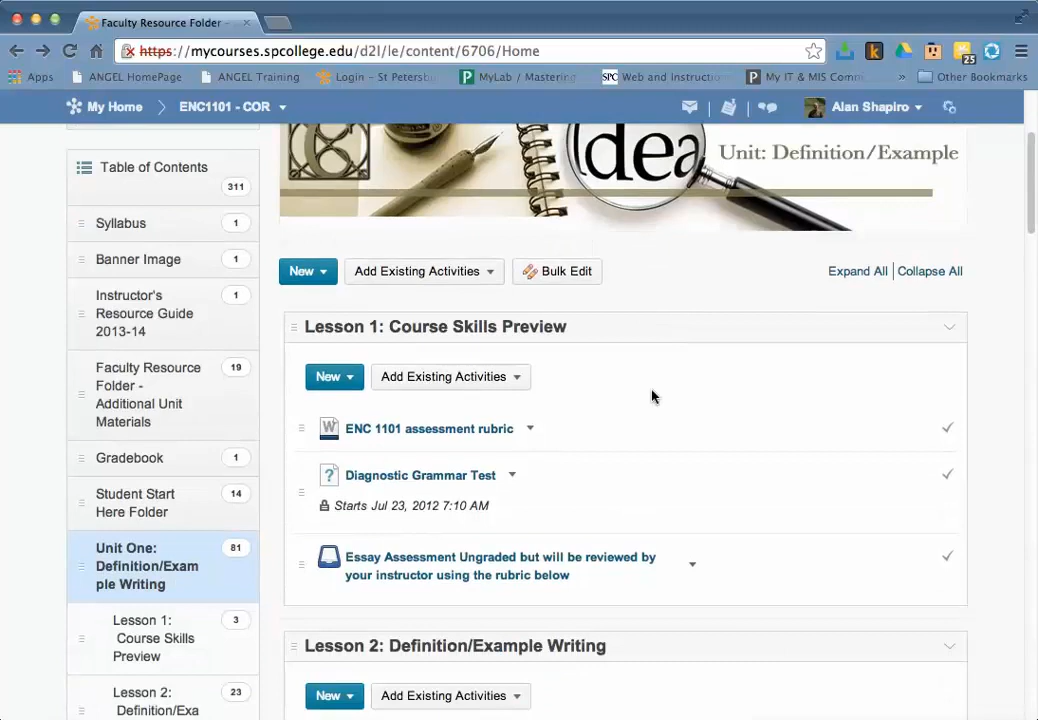 Faculty Resource Folder -
https://mycourses.spcollege.edu/d2l/le/content/6706/Home
25
Apps
ANGEL HomePage
ANGEL Training
Login – St Petersb
MyLab / Mastering
SPC
Web and Instructi
My IT & MIS Comm
»
Other Bookmarks
My Home
ENC1101 - COR
Alan Shapiro
Table of Contents
311
Syllabus
1
Banner Image
1
Instructor's
Resource Guide
2013-14
1
Faculty Resource
Folder -
Additional Unit
Materials
19
Gradebook
1
Student Start
Here Folder
14
Unit One:
Definition/Exam
ple Writing
81
Lesson 1:
Course Skills
Preview
3
Lesson 2:
Definition/Exa
23
Idea
Unit: Definition/Example
New
Add Existing Activities
Bulk Edit
Expand All
Collapse All
Lesson 1: Course Skills Preview
New
Add Existing Activities
W
ENC 1101 assessment rubric
?
Diagnostic Grammar Test
Starts Jul 23, 2012 7:10 AM
Essay Assessment Ungraded but will be reviewed by
your instructor using the rubric below
Lesson 2: Definition/Example Writing
New
Add Existing Activities